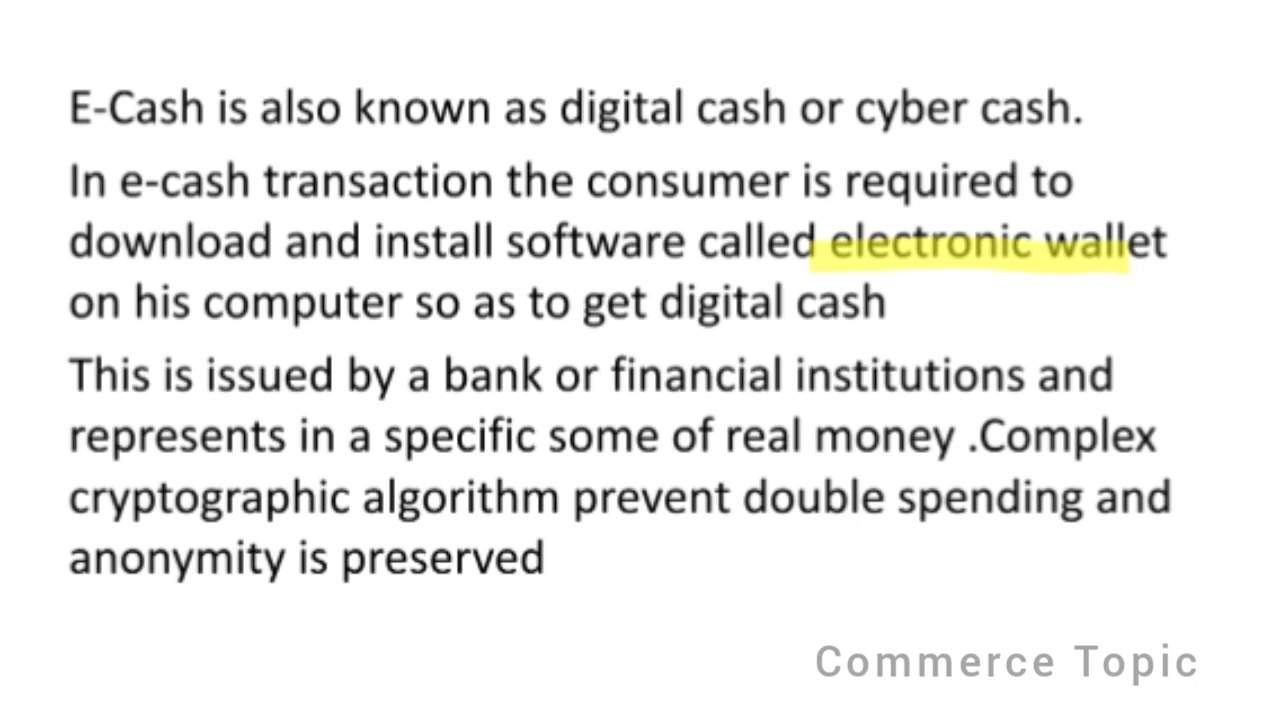 E-Cash is also known as digital cash or cyber cash.
In e-cash transaction the consumer is required to
download and install software called electronic wallet
on his computer so as to get digital cash
This is issued by a bank or financial institutions and
represents in a specific some of real money .Complex
cryptographic algorithm prevent double spending and
anonymity is preserved
Commerce Topic